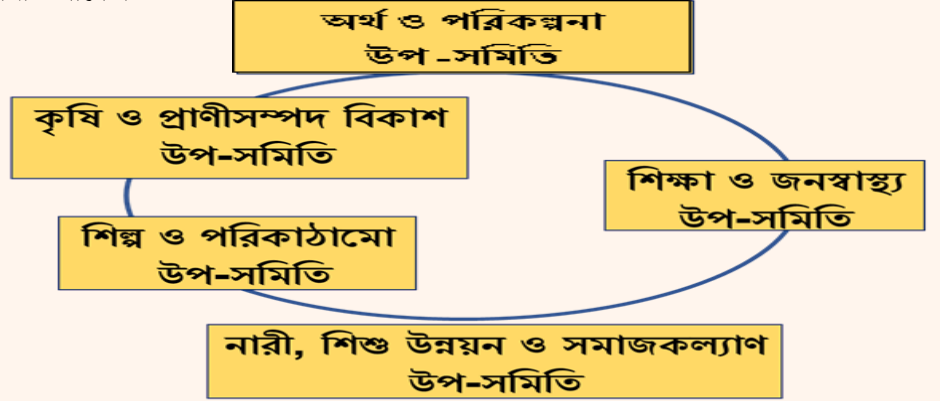 অর্থ ও পরিকল্পনা
উপ -সমিতি
কৃষি ও প্রাণীসম্পদ বিকাশ
উপ-সমিতি
শিক্ষা ও জনস্বাস্থ্য
উপ-সমিতি
শিল্প ও পরিকাঠামো
উপ-সমিতি
নারী, শিশু উন্নয়ন ও সমাজকল্যাণ
উপ-সমিতি